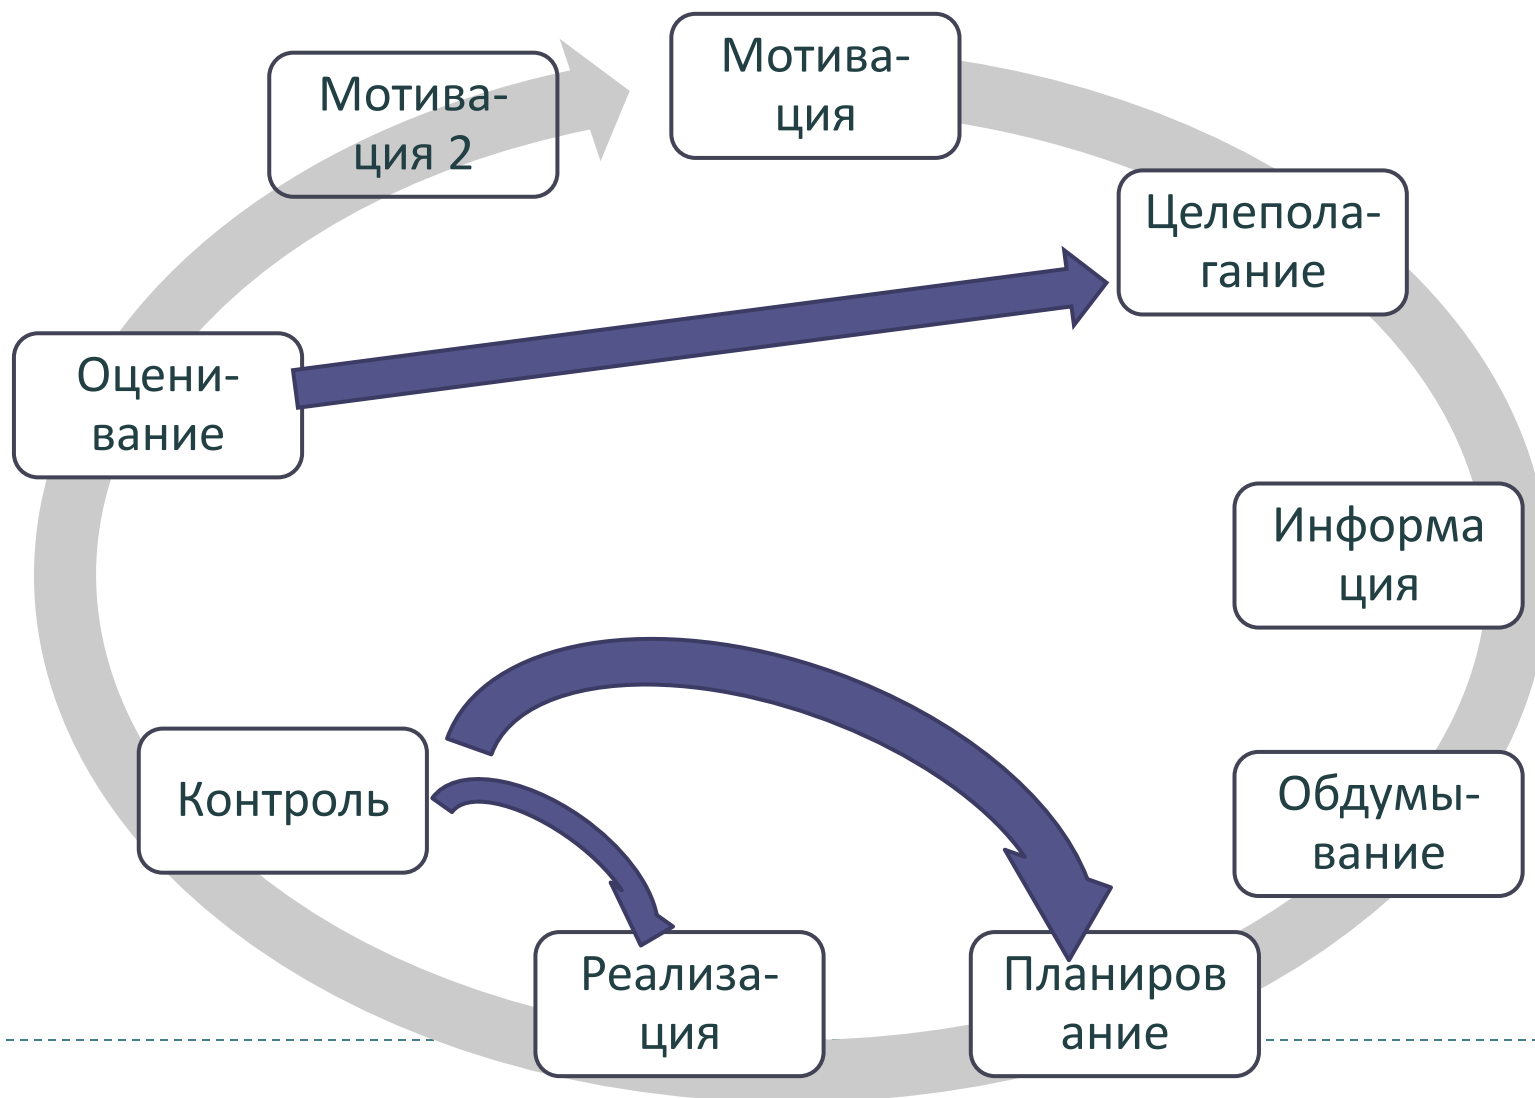 Мотива-
ция
Целепола-
гание
Информа
ция
Обдумы-
вание
Планиров
ание
Реализа-
ция
Контроль
Оцени-
вание
Мотива-
ция 2